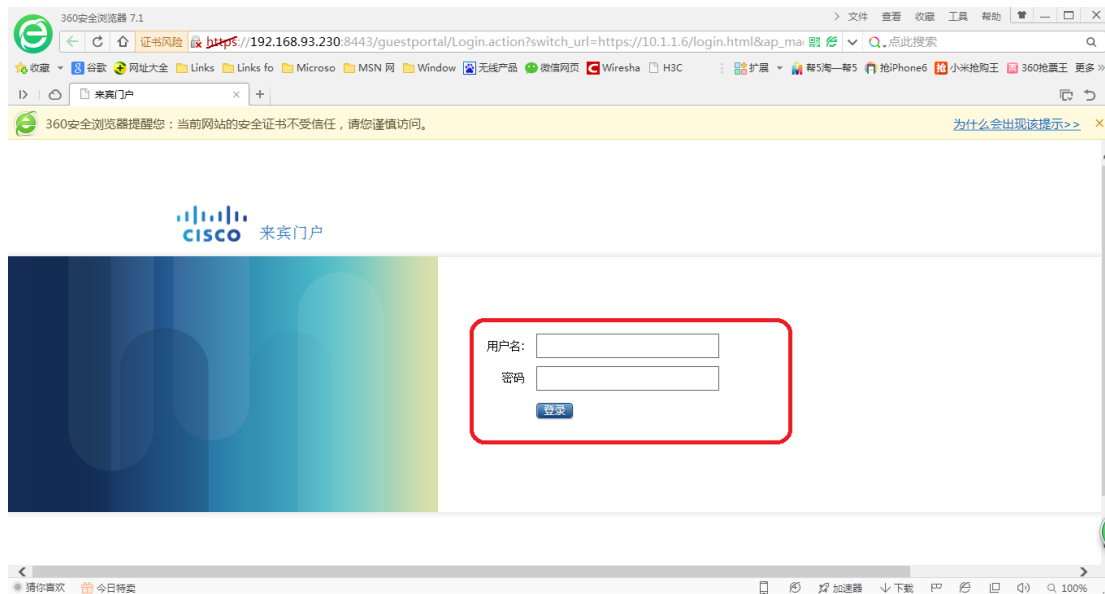 360安全浏览器 7.1
文件 查看 收藏 工具 帮助
证书风险 https://192.168.93.230:8443/guestportal/Login.action?switch_url=https://10.1.1.6/login.html&ap_ma 点此搜索
收藏 谷歌 网址大全 Links Links fo Microso MSN 网 Window 无线产品 微信网页 Wiresha H3C 扩展 帮5淘—帮5 抢iPhone6 抢 小米抢购王 360抢票王 更多 »
来宾门户
360安全浏览器提醒您：当前网站的安全证书不受信任，请您谨慎访问。 为什么会出现该提示>>
CISCO 来宾门户
用户名:
密码
登录
猜你喜欢 今日特卖 加速器 下载 100%